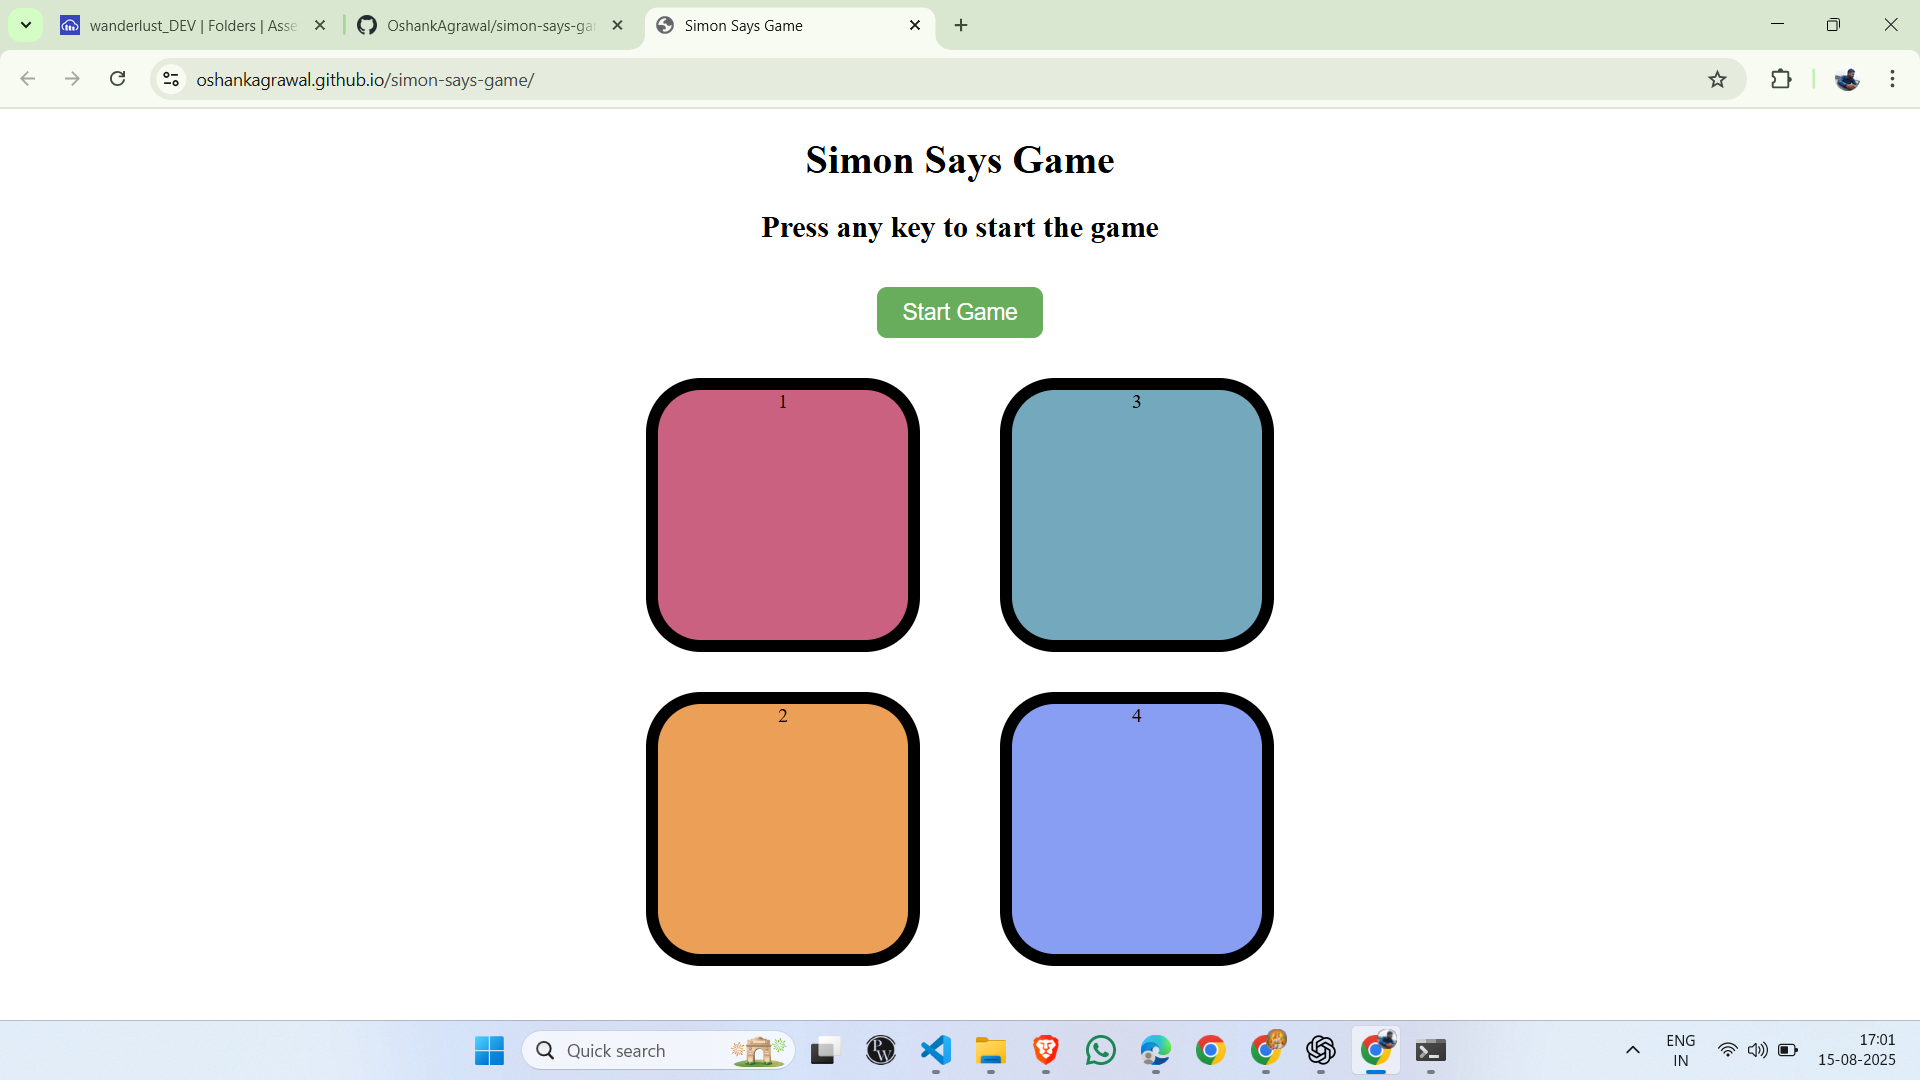 wanderlust_DEV | Folders | Asse
OshankAgrawal/simon-says-gar
Simon Says Game
oshankagrawal.github.io/simon-says-game/
Simon Says Game
Press any key to start the game
Start Game
1
3
2
4
Quick search
PW
ENG
IN
17:01
15-08-2025